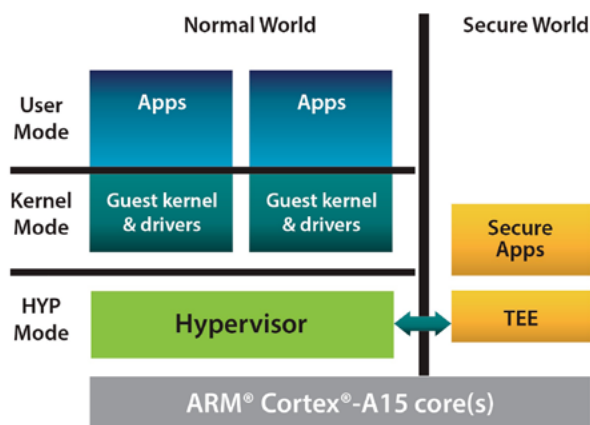 Normal World
Secure World
User
Mode
Apps
Apps
Kernel
Mode
Guest kernel
& drivers
Guest kernel
& drivers
Secure
Apps
HYP
Mode
Hypervisor
TEE
ARM® Cortex®-A15 core(s)